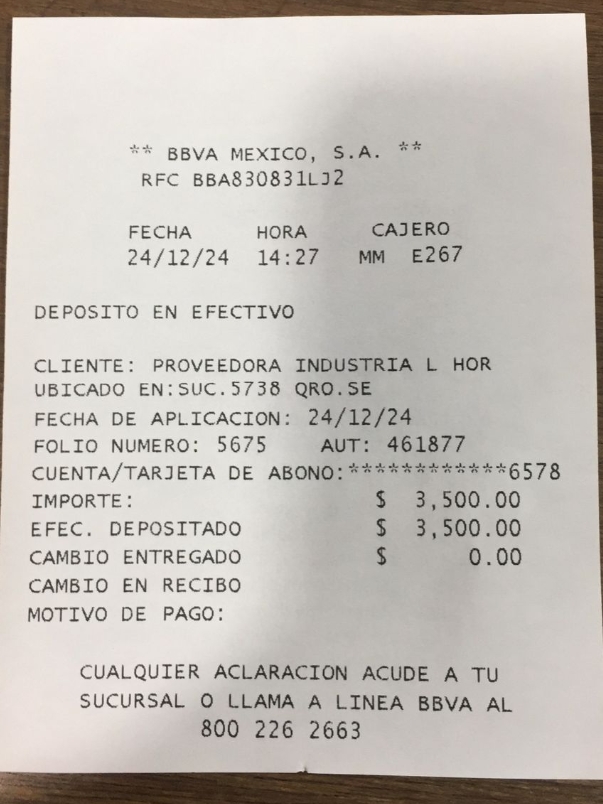 ** BBVA MEXICO, S.A. **
RFC BBA830831LJ2
FECHA HORA CAJERO
24/12/24 14:27 MM E267
DEPOSITO EN EFECTIVO
CLIENTE: PROVEEDORA INDUSTRIA L HOR
UBICADO EN:SUC.5738 QRO.SE
FECHA DE APLICACION: 24/12/24
FOLIO NUMERO: 5675 AUT: 461877
CUENTA/TARJETA DE ABONO:************6578
IMPORTE: $ 3,500.00
EFEC. DEPOSITADO $ 3,500.00
CAMBIO ENTREGADO $ 0.00
CAMBIO EN RECIBO
MOTIVO DE PAGO:
CUALQUIER ACLARACION ACUDE A TU
SUCURSAL O LLAMA A LINEA BBVA AL
800 226 2663